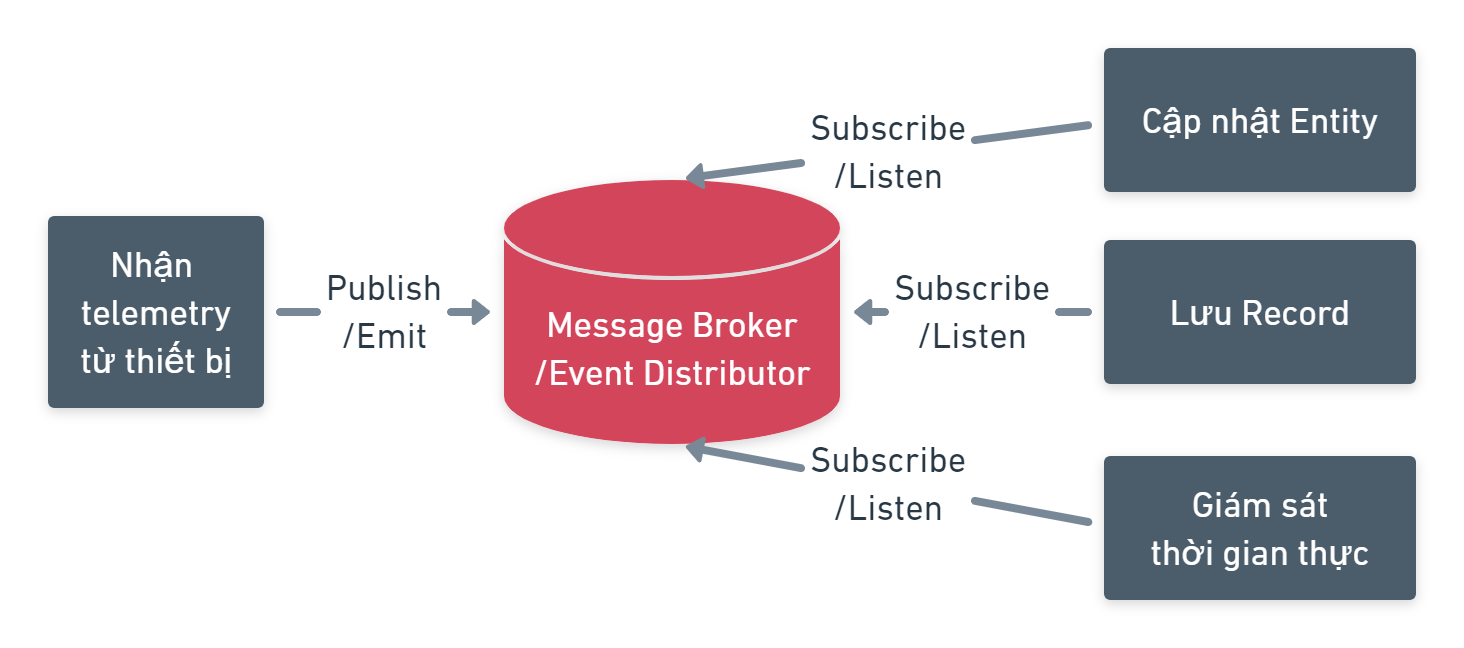 Nhận
telemetry
từ thiết bị
Publish
/Emit
Message Broker
/Event Distributor
Subscribe
/Listen
Cập nhật Entity
Subscribe
/Listen
Lưu Record
Subscribe
/Listen
Giám sát
thời gian thực